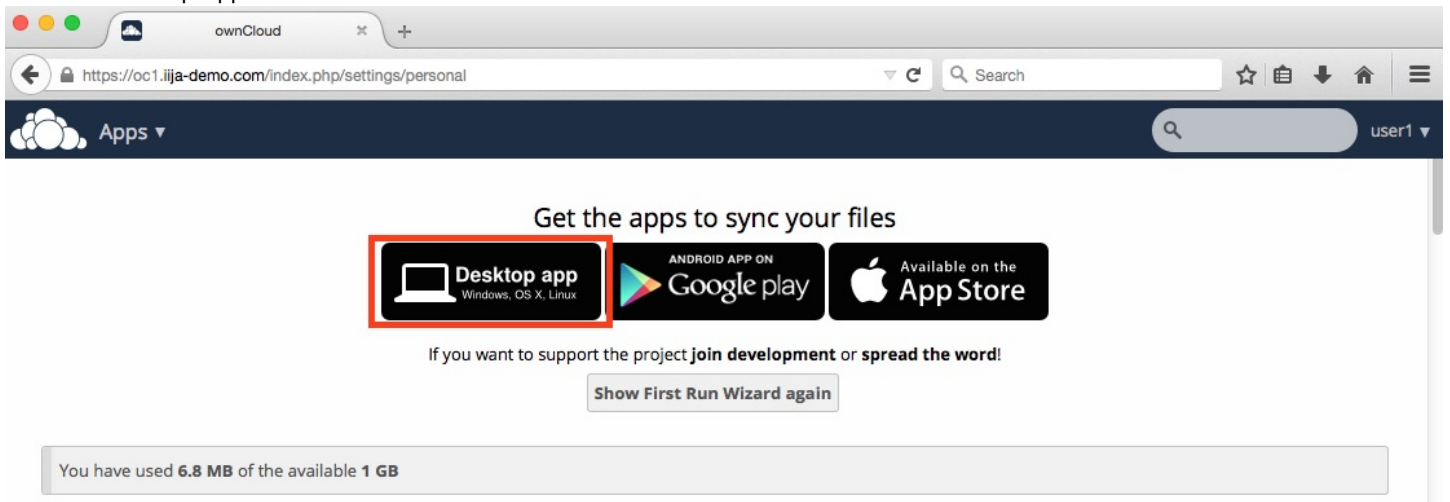 ownCloud
https://oc1.iija-demo.com/index.php/settings/personal
Search
Apps
user1
Get the apps to sync your files
Desktop app
Windows, OS X, Linux
ANDROID APP ON
Google play
Available on the
App Store
If you want to support the project join development or spread the word!
Show First Run Wizard again
You have used 6.8 MB of the available 1 GB